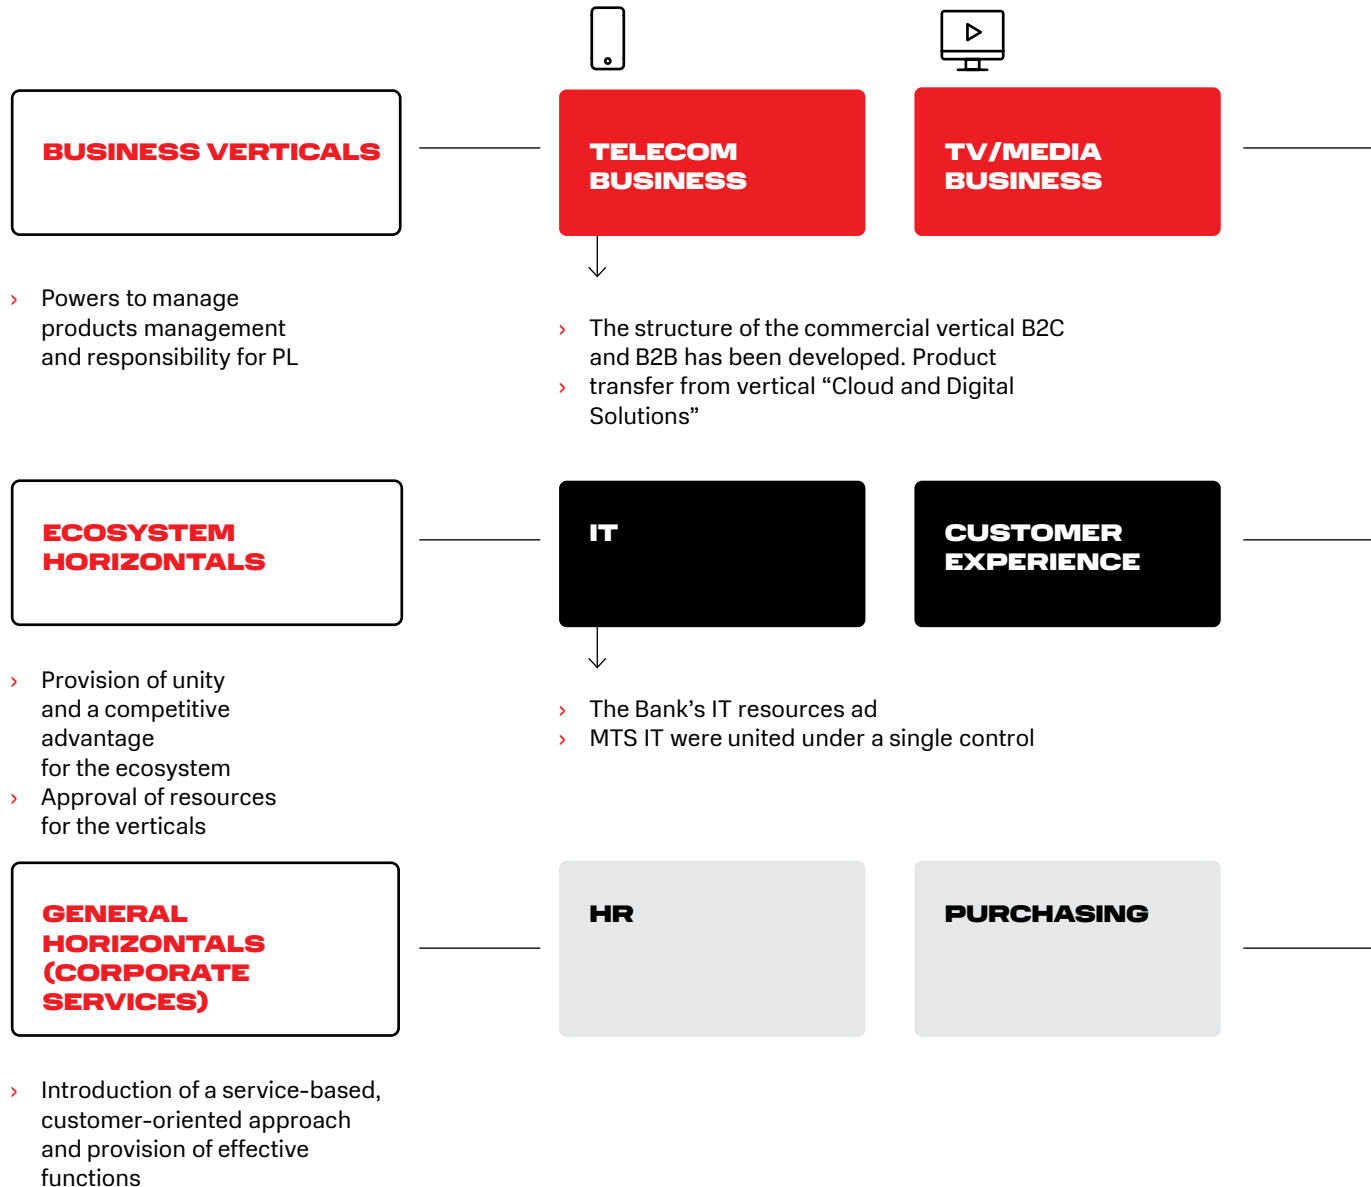 BUSINESS VERTICALS
TELECOM
BUSINESS
TV/MEDIA
BUSINESS
› Powers to manage
products management
and responsibility for PL
› The structure of the commercial vertical B2C
and B2B has been developed. Product
› transfer from vertical “Cloud and Digital
Solutions”
ECOSYSTEM
HORIZONTALS
IT
CUSTOMER
EXPERIENCE
› Provision of unity
and a competitive
advantage
for the ecosystem
› Approval of resources
for the verticals
› The Bank’s IT resources ad
› MTS IT were united under a single control
GENERAL
HORIZONTALS
(CORPORATE
SERVICES)
HR
PURCHASING
› Introduction of a service-based,
customer-oriented approach
and provision of effective
functions